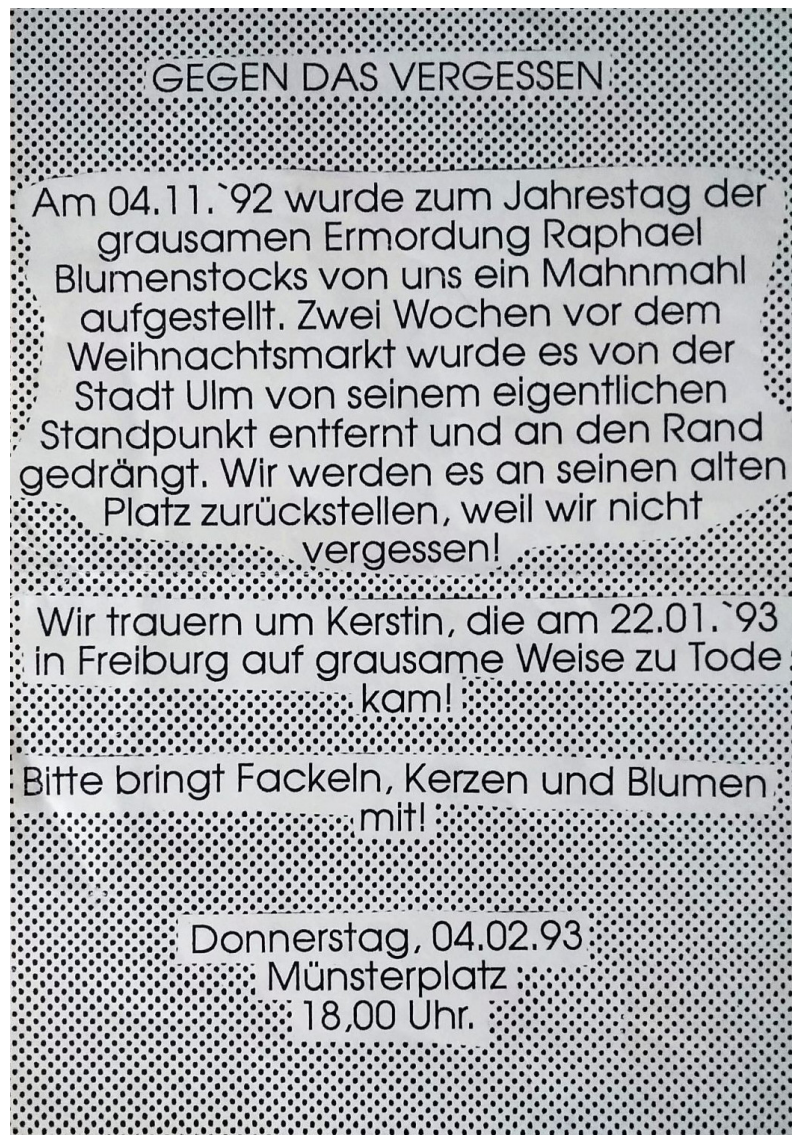 GEGEN DAS VERGESSEN
Am 04.11.`92 wurde zum Jahrestag der
grausamen Ermordung Raphael
Blumenstocks von uns ein Mahnmahl
aufgestellt. Zwei Wochen vor dem
Weihnachtsmarkt wurde es von der
Stadt Ulm von seinem eigentlichen
Standpunkt entfernt und an den Rand
gedrängt. Wir werden es an seinen alten
Platz zurückstellen, weil wir nicht
vergessen!
Wir trauern um Kerstin, die am 22.01.`93
in Freiburg auf grausame Weise zu Tode
kam!
Bitte bringt Fackeln, Kerzen und Blumen
mit!
Donnerstag, 04.02.93
Münsterplatz
18,00 Uhr.